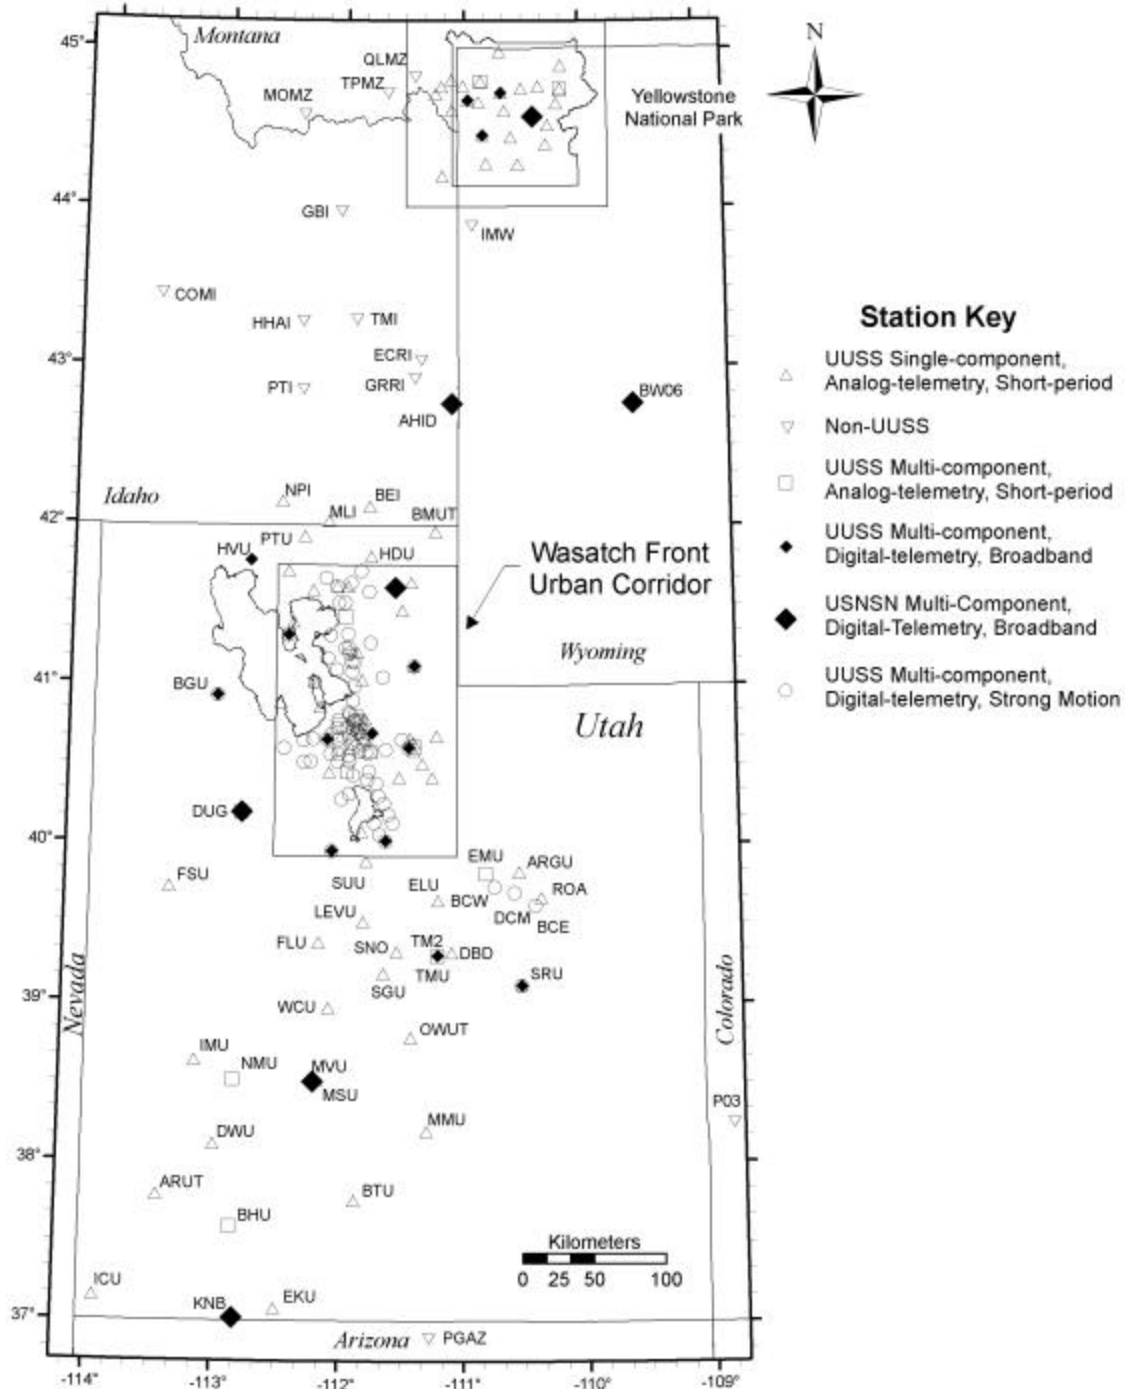 45°
Montana
N
QLMZ
TPMZ
MOMZ
Yellowstone
National Park
44°
GBI
IMW
COMI
HHAI
TMI
43°
ECRI
PTI
GRRI
AHID
BW06
Station Key
UUSS Single-component,
Analog-telemetry, Short-period
Non-UUSS
UUSS Multi-component,
Analog-telemetry, Short-period
UUSS Multi-component,
Digital-telemetry, Broadband
USNSN Multi-Component,
Digital-Telemetry, Broadband
UUSS Multi-component,
Digital-telemetry, Strong Motion
Idaho
NPI
BEI
MLI
BMUT
42°
PTU
HVU
HDU
Wasatch Front
Urban Corridor
Wyoming
41°
BGU
Utah
DUG
40°
FSU
SUU
EMU
ARGU
ELU
BCW
ROA
LEVU
DCM
BCE
FLU
SNO
TM2
DBD
TMU
SRU
SGU
39°
Nevada
Colorado
WCU
OWUT
IMU
NMU
MVU
MSU
P03
DWU
MMU
38°
ARUT
BTU
BHU
Kilometers
0 25 50 100
ICU
KNB
EKU
37°
Arizona
PGAZ
-114° -113° -112° -111° -110° -109°